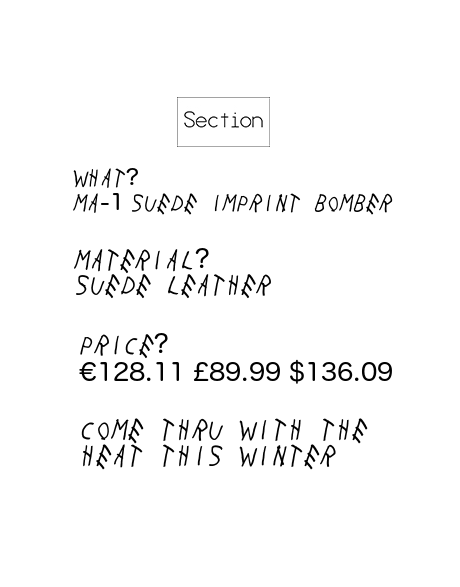 Section
WHAT?
MA-1 SUEDE IMPRINT BOMBER
MATERIAL?
SUEDE LEATHER
PRICE?
€128.11 £89.99 $136.09
COME THRU WITH THE
HEAT THIS WINTER